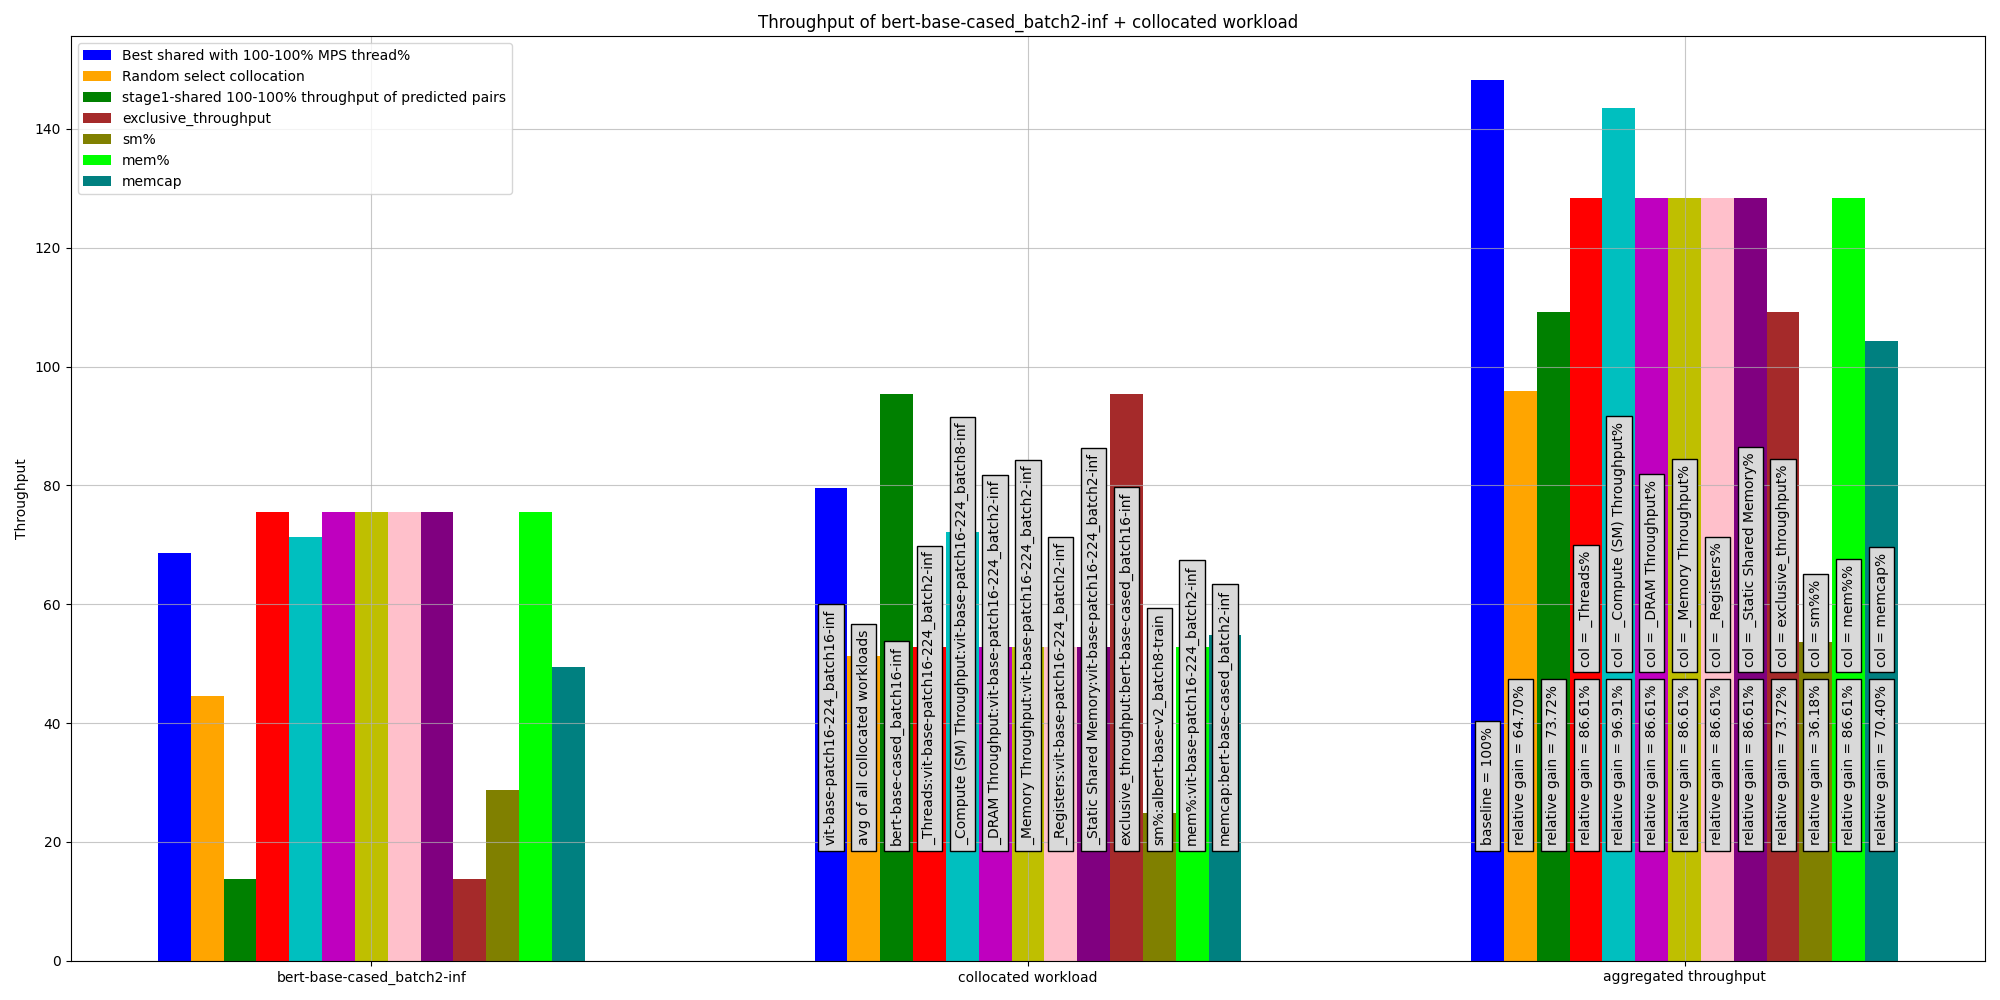 Throughput of bert-base-cased_batch2-inf + collocated workload
Best shared with 100-100% MPS thread%
Random select collocation
stage1-shared 100-100% throughput of predicted pairs
exclusive_throughput
sm%
mem%
memcap
Throughput
140
120
100
80
60
40
20
0
vit-base-patch16-224_batch16-inf
avg of all collocated workloads
bert-base-cased_batch16-inf
_Threads:vit-base-patch16-224_batch2-inf
_Compute (SM) Throughput:vit-base-patch16-224_batch8-inf
_DRAM Throughput:vit-base-patch16-224_batch2-inf
_Memory Throughput:vit-base-patch16-224_batch2-inf
_Registers:vit-base-patch16-224_batch2-inf
_Static Shared Memory:vit-base-patch16-224_batch2-inf
exclusive_throughput:bert-base-cased_batch16-inf
sm%:albert-base-v2_batch8-train
mem%:vit-base-patch16-224_batch2-inf
memcap:bert-base-cased_batch2-inf
baseline = 100%
relative gain = 64.70%
relative gain = 73.72%
relative gain = 86.61%
col = _Threads%
relative gain = 96.91%
col = _Compute (SM) Throughput%
relative gain = 86.61%
col = _DRAM Throughput%
relative gain = 86.61%
col = _Memory Throughput%
relative gain = 86.61%
col = _Registers%
relative gain = 86.61%
col = _Static Shared Memory%
relative gain = 73.72%
col = exclusive_throughput%
relative gain = 36.18%
col = sm%%
relative gain = 86.61%
col = mem%%
relative gain = 70.40%
col = memcap%
bert-base-cased_batch2-inf
collocated workload
aggregated throughput